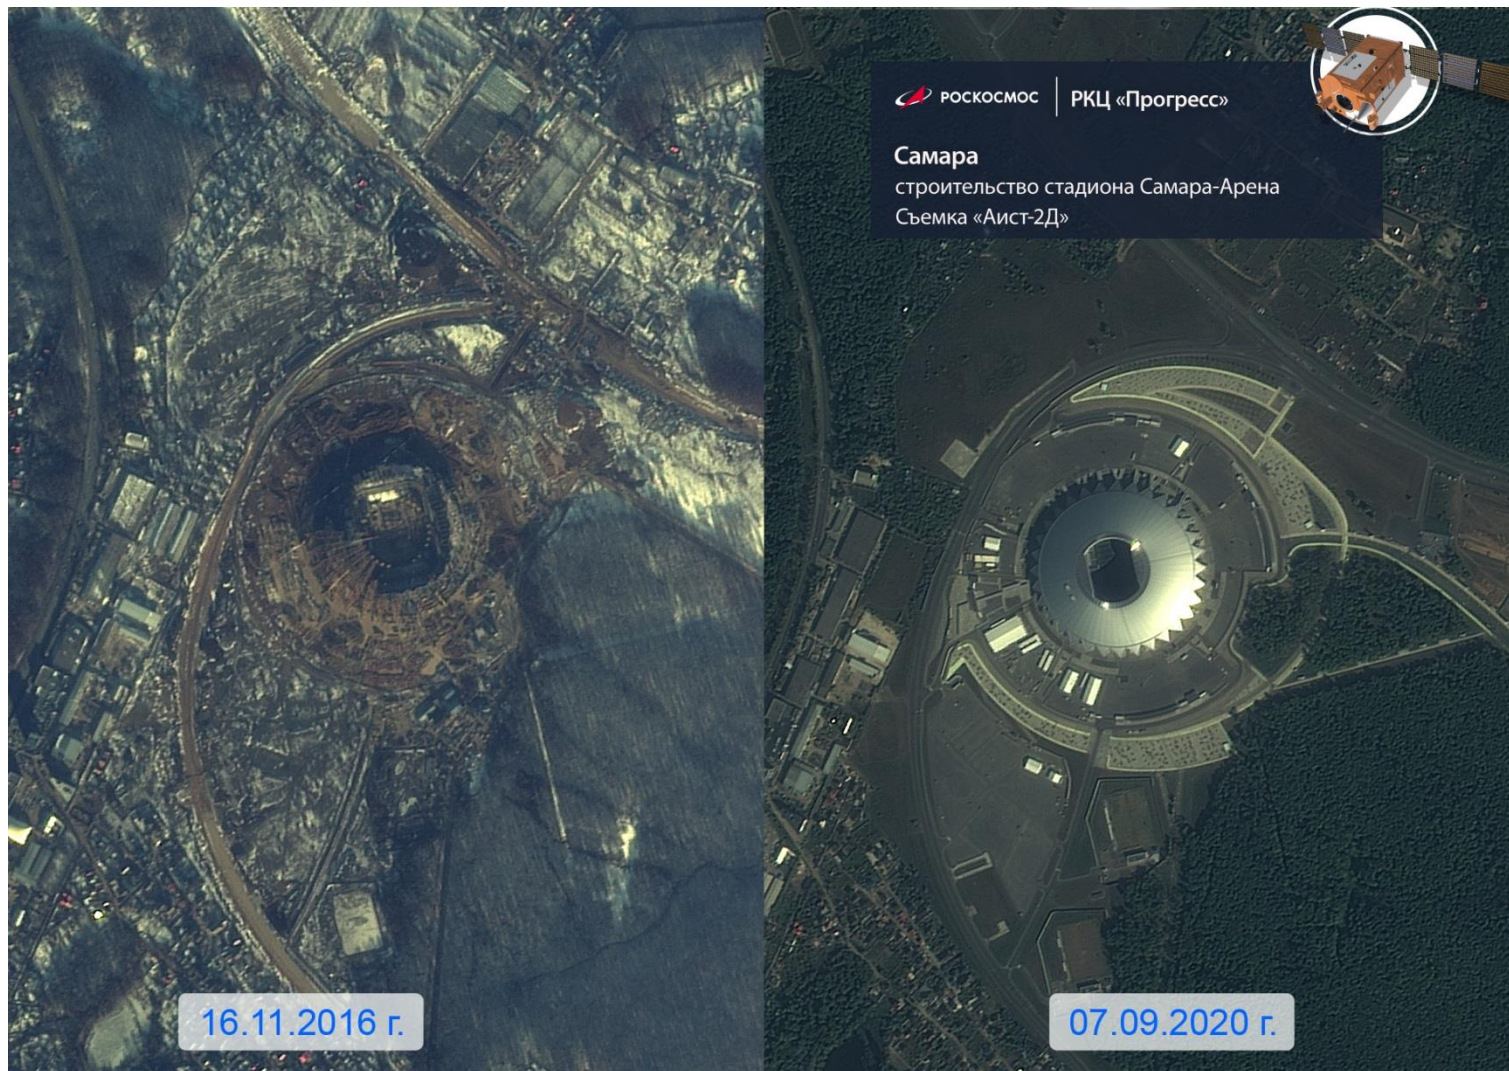 РОСКОСМОС РКЦ «Прогресс»
Самара
строительство стадиона Самара-Арена
Съемка «Аист-2Д»
16.11.2016 г.
07.09.2020 г.